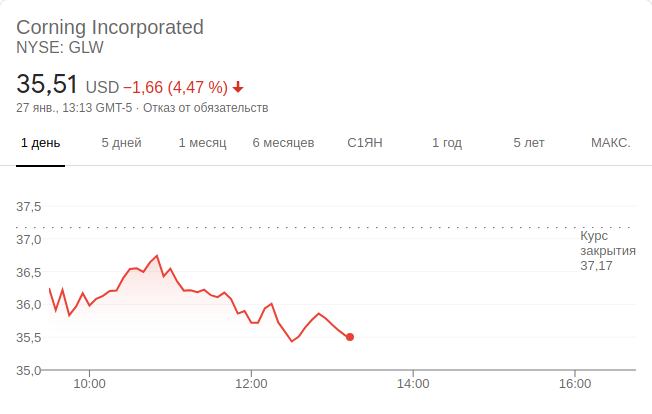 Corning Incorporated
NYSE: GLW
35,51 USD −1,66 (4,47 %)
27 янв., 13:13 GMT-5 · Отказ от обязательств
1 день 5 дней 1 месяц 6 месяцев С1ЯН 1 год 5 лет МАКС.
37,5
37,0
36,5
36,0
35,5
35,0
Курс
закрытия
37,17
10:00 12:00 14:00 16:00